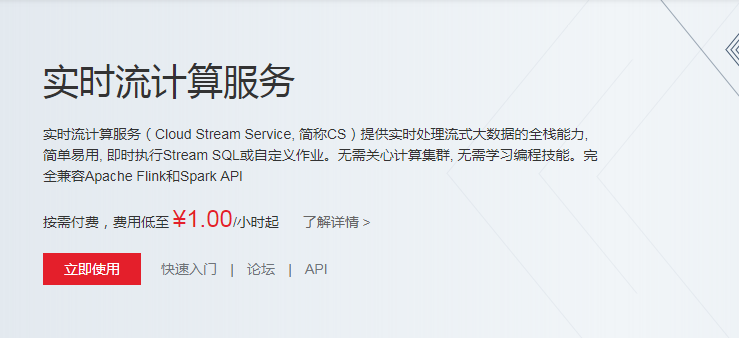 实时流计算服务
实时流计算服务（Cloud Stream Service, 简称CS）提供实时处理流式大数据的全栈能力,
简单易用, 即时执行Stream SQL或自定义作业。无需关心计算集群, 无需学习编程技能。完
全兼容Apache Flink和Spark API
按需付费，费用低至 ¥1.00/小时起 了解详情 >
立即使用 快速入门 | 论坛 | API